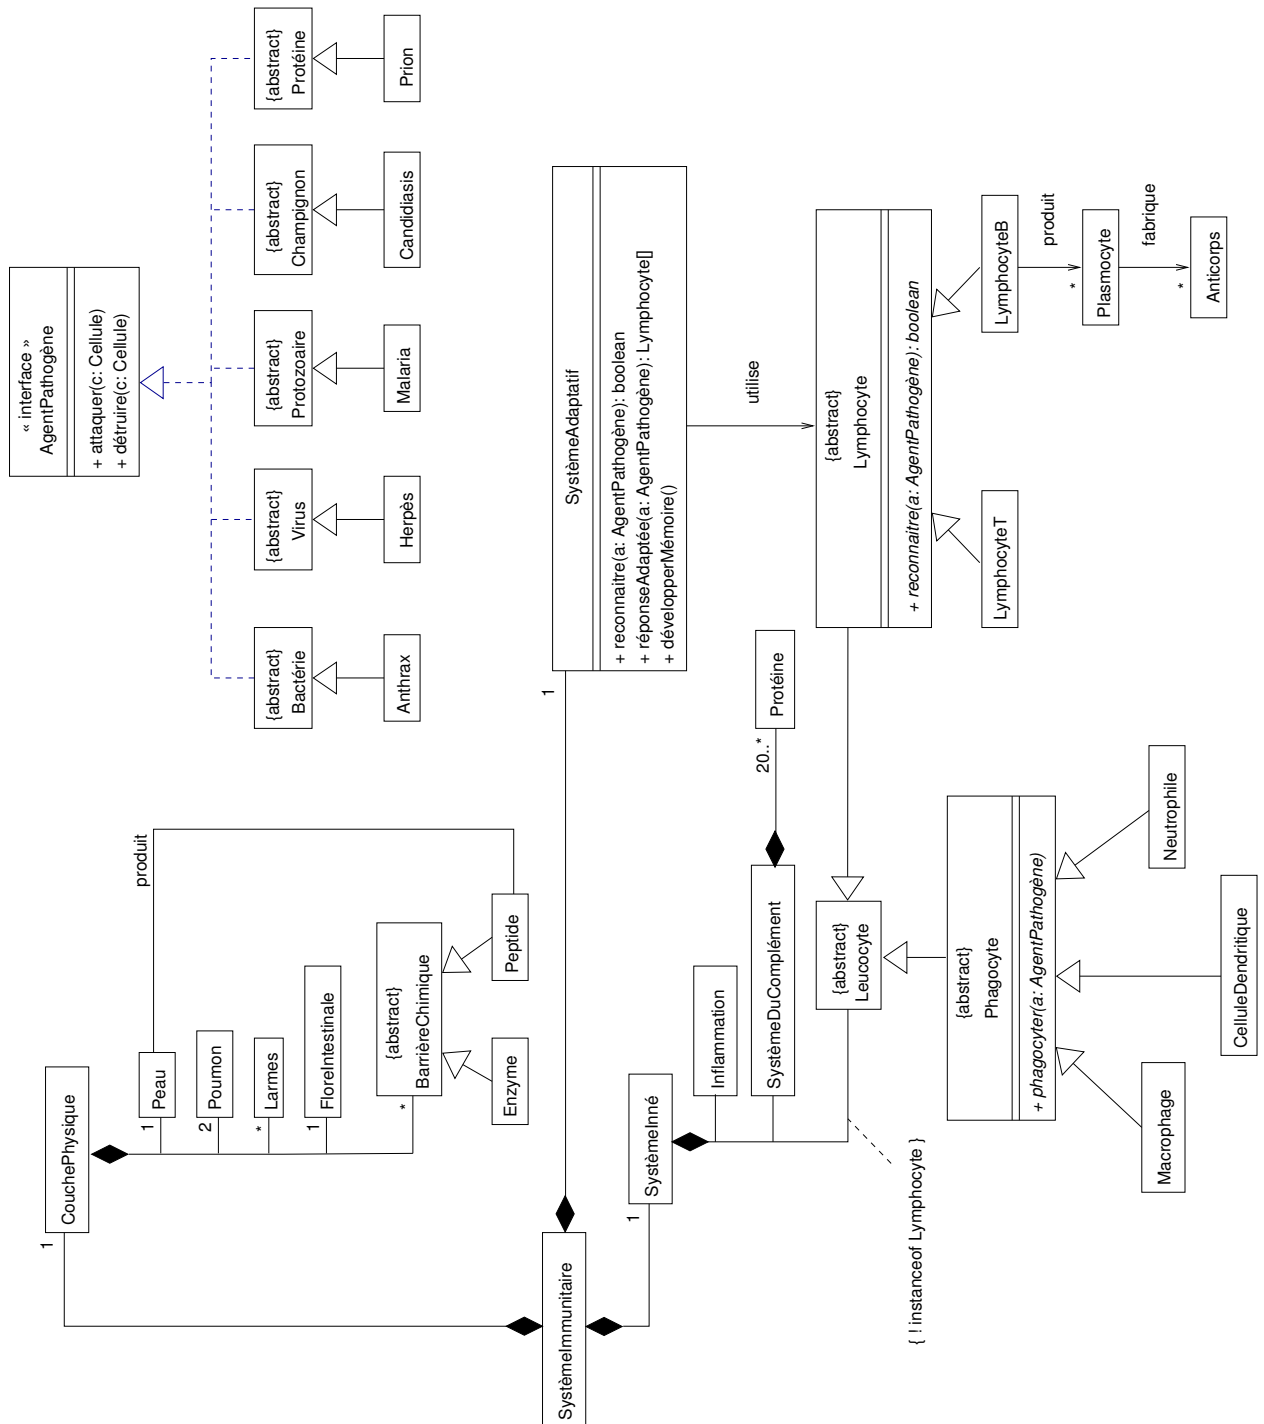 « interface »
AgentPathogène
+ attaquer(c: Cellule)
+ détruire(c: Cellule)
{abstract}
Bactérie
{abstract}
Virus
{abstract}
Protozoaire
{abstract}
Champignon
{abstract}
Protéine
Anthrax
Herpès
Malaria
Candidiasis
Prion
SystèmeImmunitaire
1
CouchePhysique
1
Peau
2
Poumon
*
Larmes
1
FloreIntestinale
*
{abstract}
BarrièreChimique
Enzyme
Peptide
produit
1
SystèmeAdaptatif
+ reconnaitre(a: AgentPathogène): boolean
+ réponseAdaptée(a: AgentPathogène): Lymphocyte[]
+ développerMémoire()
utilise
1
SystèmeInné
Inflammation
SystèmeDuComplément
20..*
Protéine
{abstract}
Leucocyte
{ ! instanceof Lymphocyte }
{abstract}
Lymphocyte
+ reconnaitre(a: AgentPathogène): boolean
LymphocyteT
LymphocyteB
produit
*
Plasmocyte
fabrique
*
Anticorps
{abstract}
Phagocyte
+ phagocyter(a: AgentPathogène)
Macrophage
CelluleDendritique
Neutrophile